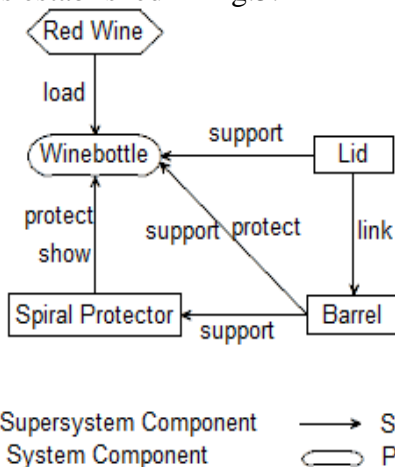 Red Wine
load
support
Winebottle
Lid
protect
support protect
link
show
Spiral Protector
Barrel
support
Supersystem Component S
System Component P